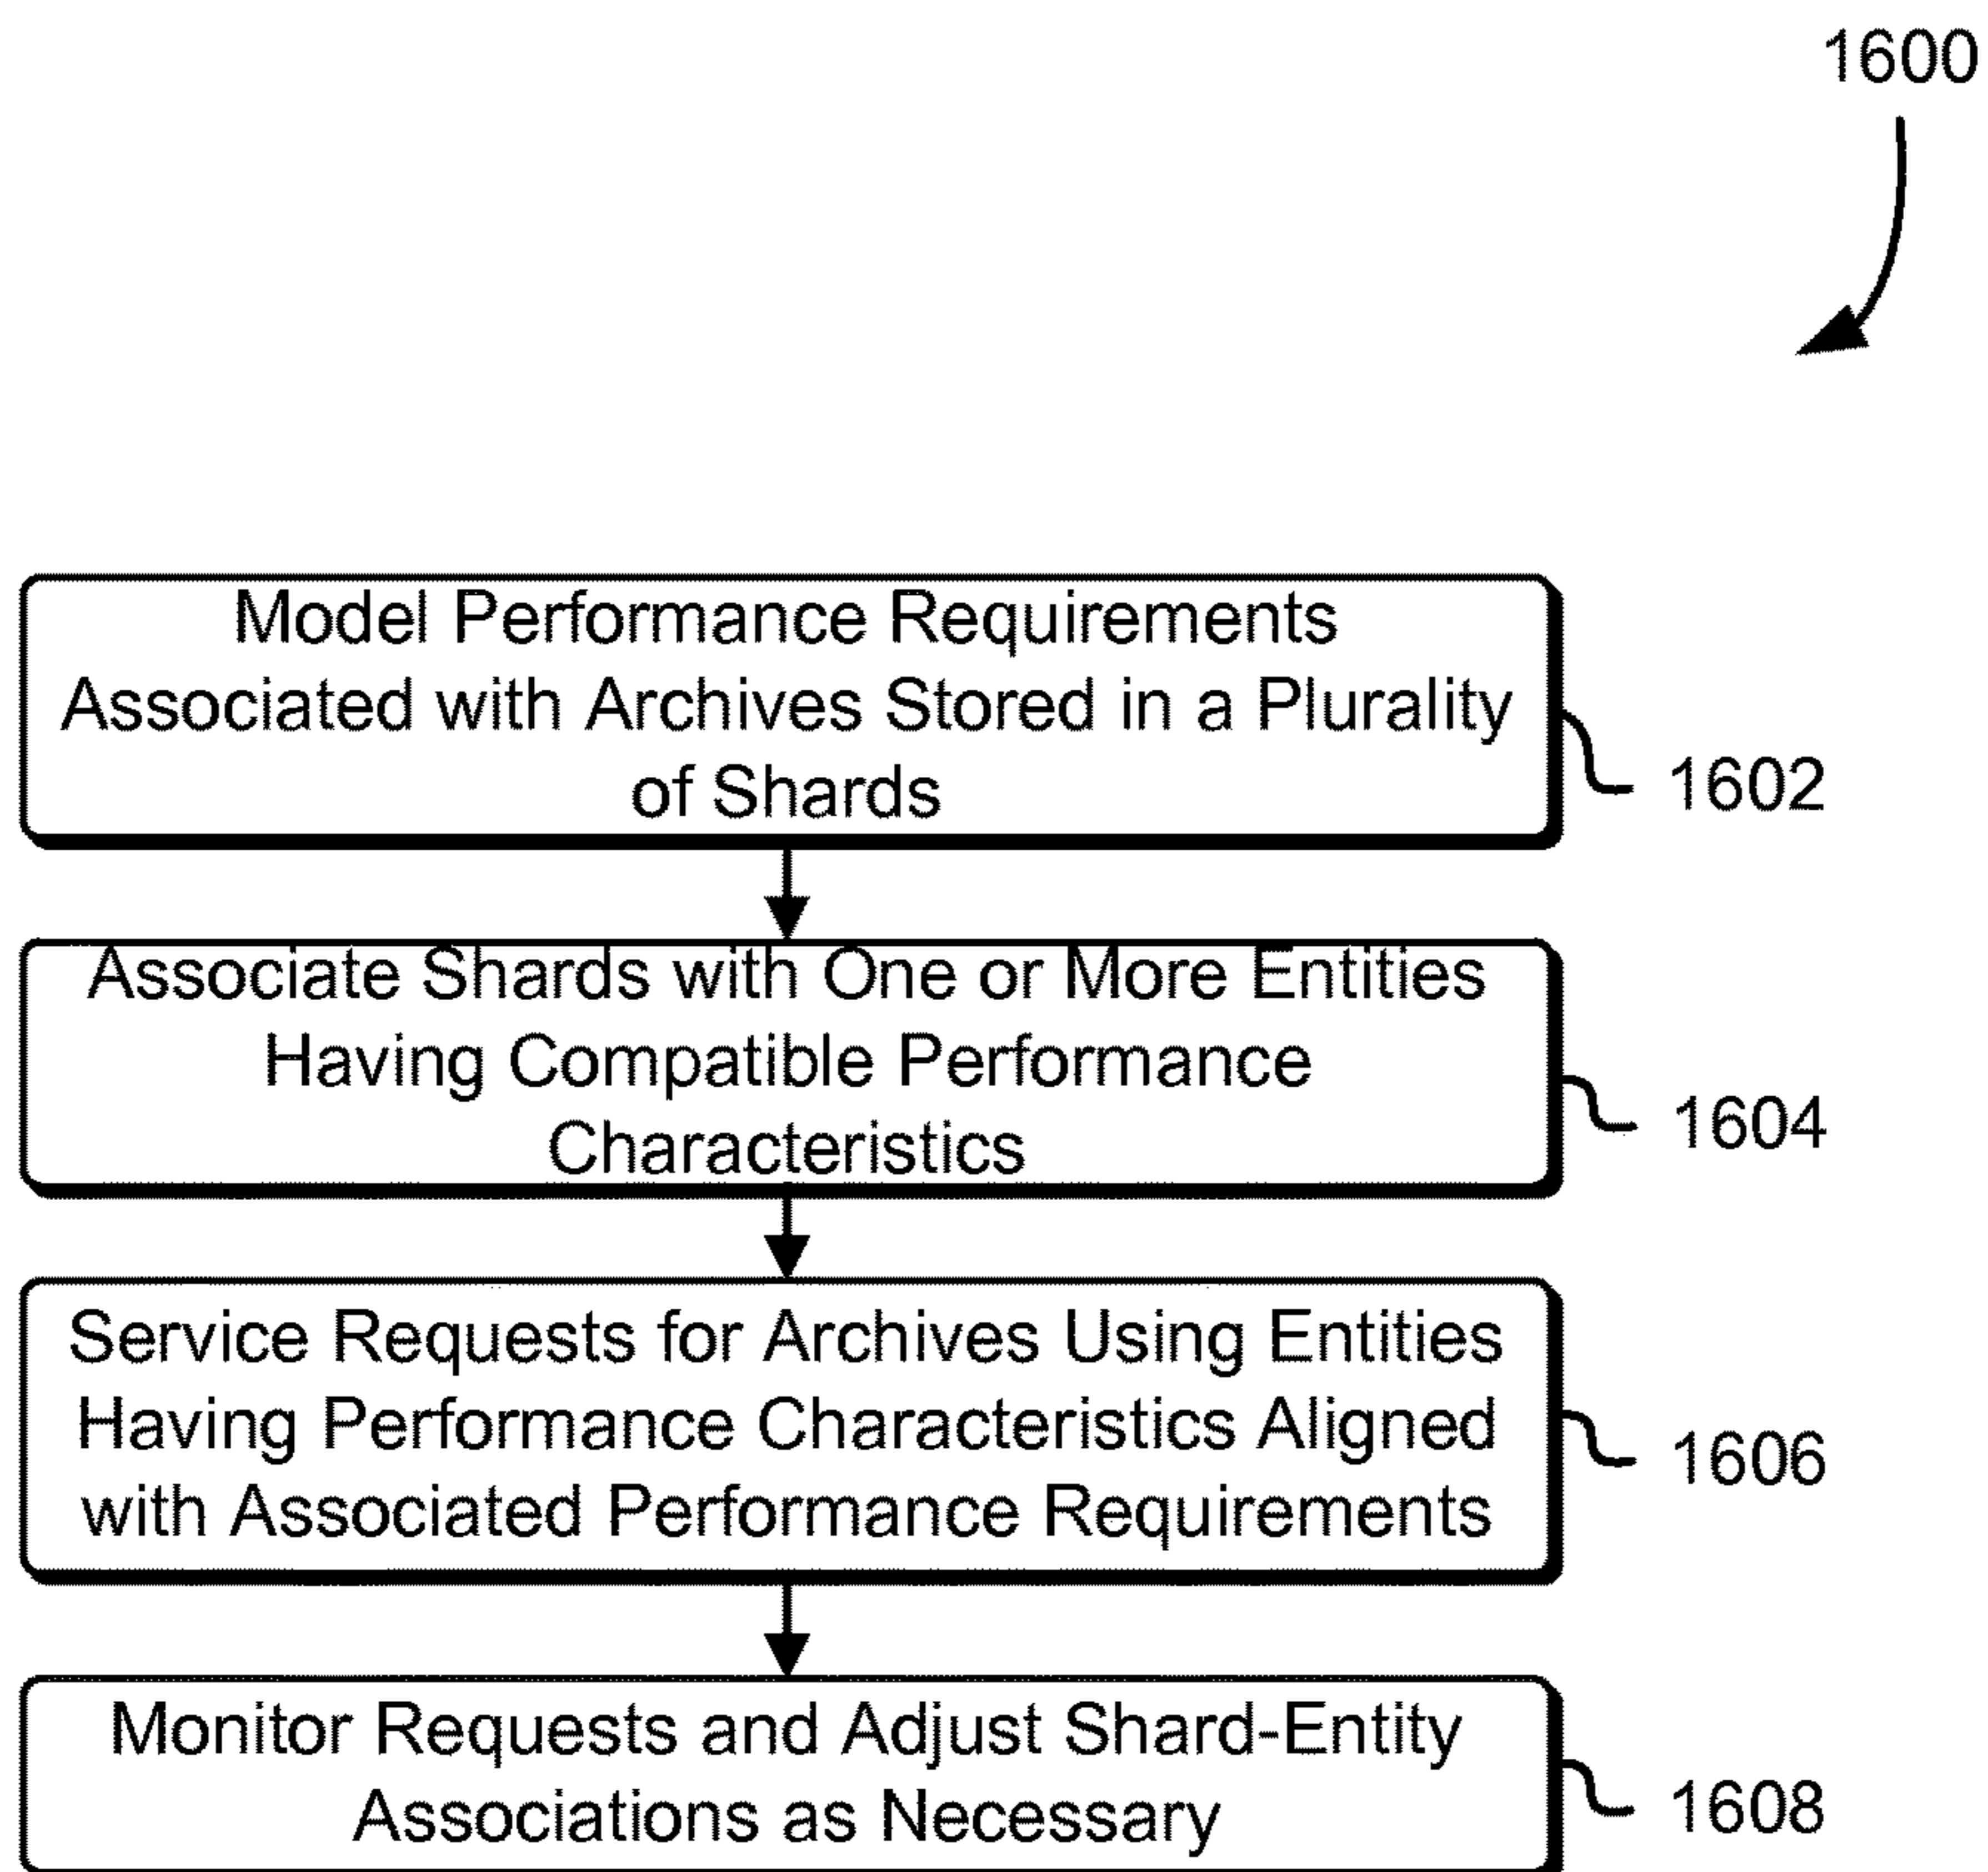 1600
Model Performance Requirements
Associated with Archives Stored in a Plurality
of Shards
1602
Associate Shards with One or More Entities
Having Compatible Performance
Characteristics
1604
Service Requests for Archives Using Entities
Having Performance Characteristics Aligned
with Associated Performance Requirements
1606
Monitor Requests and Adjust Shard-Entity
Associations as Necessary
1608